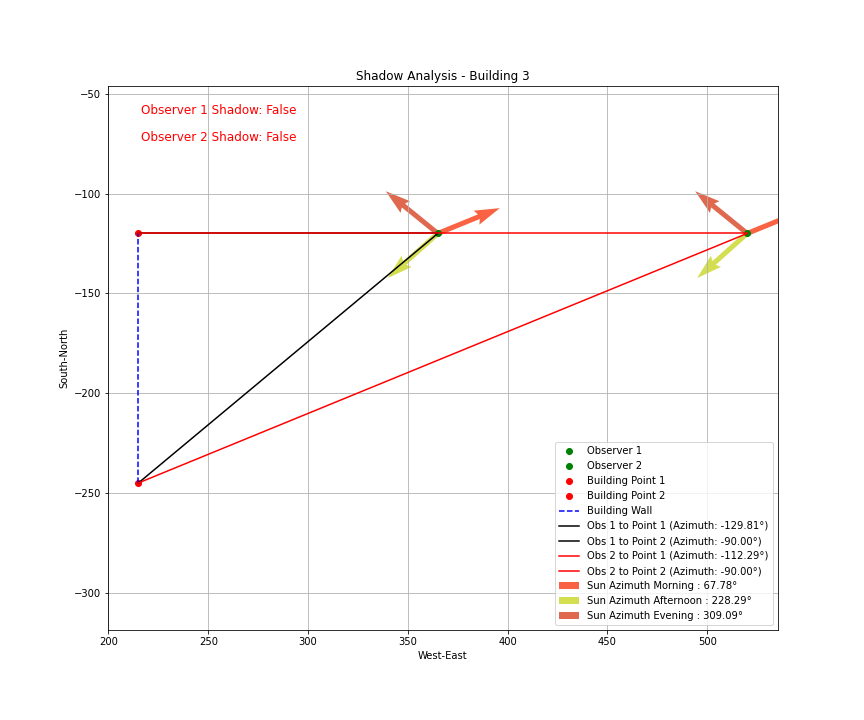 Shadow Analysis - Building 3
Observer 1 Shadow: False
Observer 2 Shadow: False
−50
−100
−150
−200
−250
−300
South-North
200
250
300
350
400
450
500
West-East
Observer 1
Observer 2
Building Point 1
Building Point 2
Building Wall
Obs 1 to Point 1 (Azimuth: -129.81°)
Obs 1 to Point 2 (Azimuth: -90.00°)
Obs 2 to Point 1 (Azimuth: -112.29°)
Obs 2 to Point 2 (Azimuth: -90.00°)
Sun Azimuth Morning : 67.78°
Sun Azimuth Afternoon : 228.29°
Sun Azimuth Evening : 309.09°